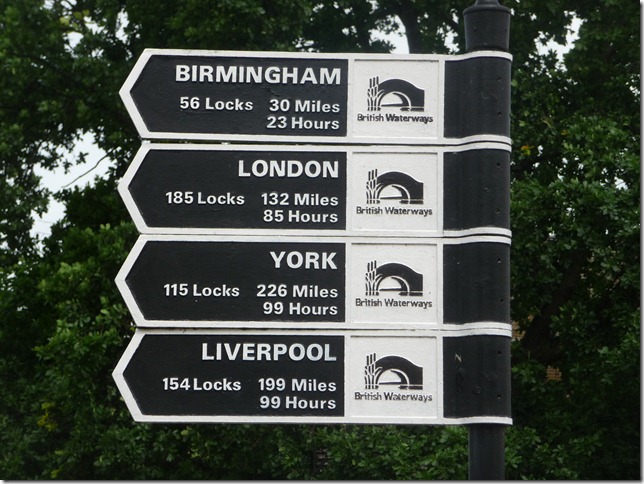 BIRMINGHAM
56 Locks 30 Miles
23 Hours
British Waterways
LONDON
185 Locks 132 Miles
85 Hours
British Waterways
YORK
115 Locks 226 Miles
99 Hours
British Waterways
LIVERPOOL
154 Locks 199 Miles
99 Hours
British Waterways